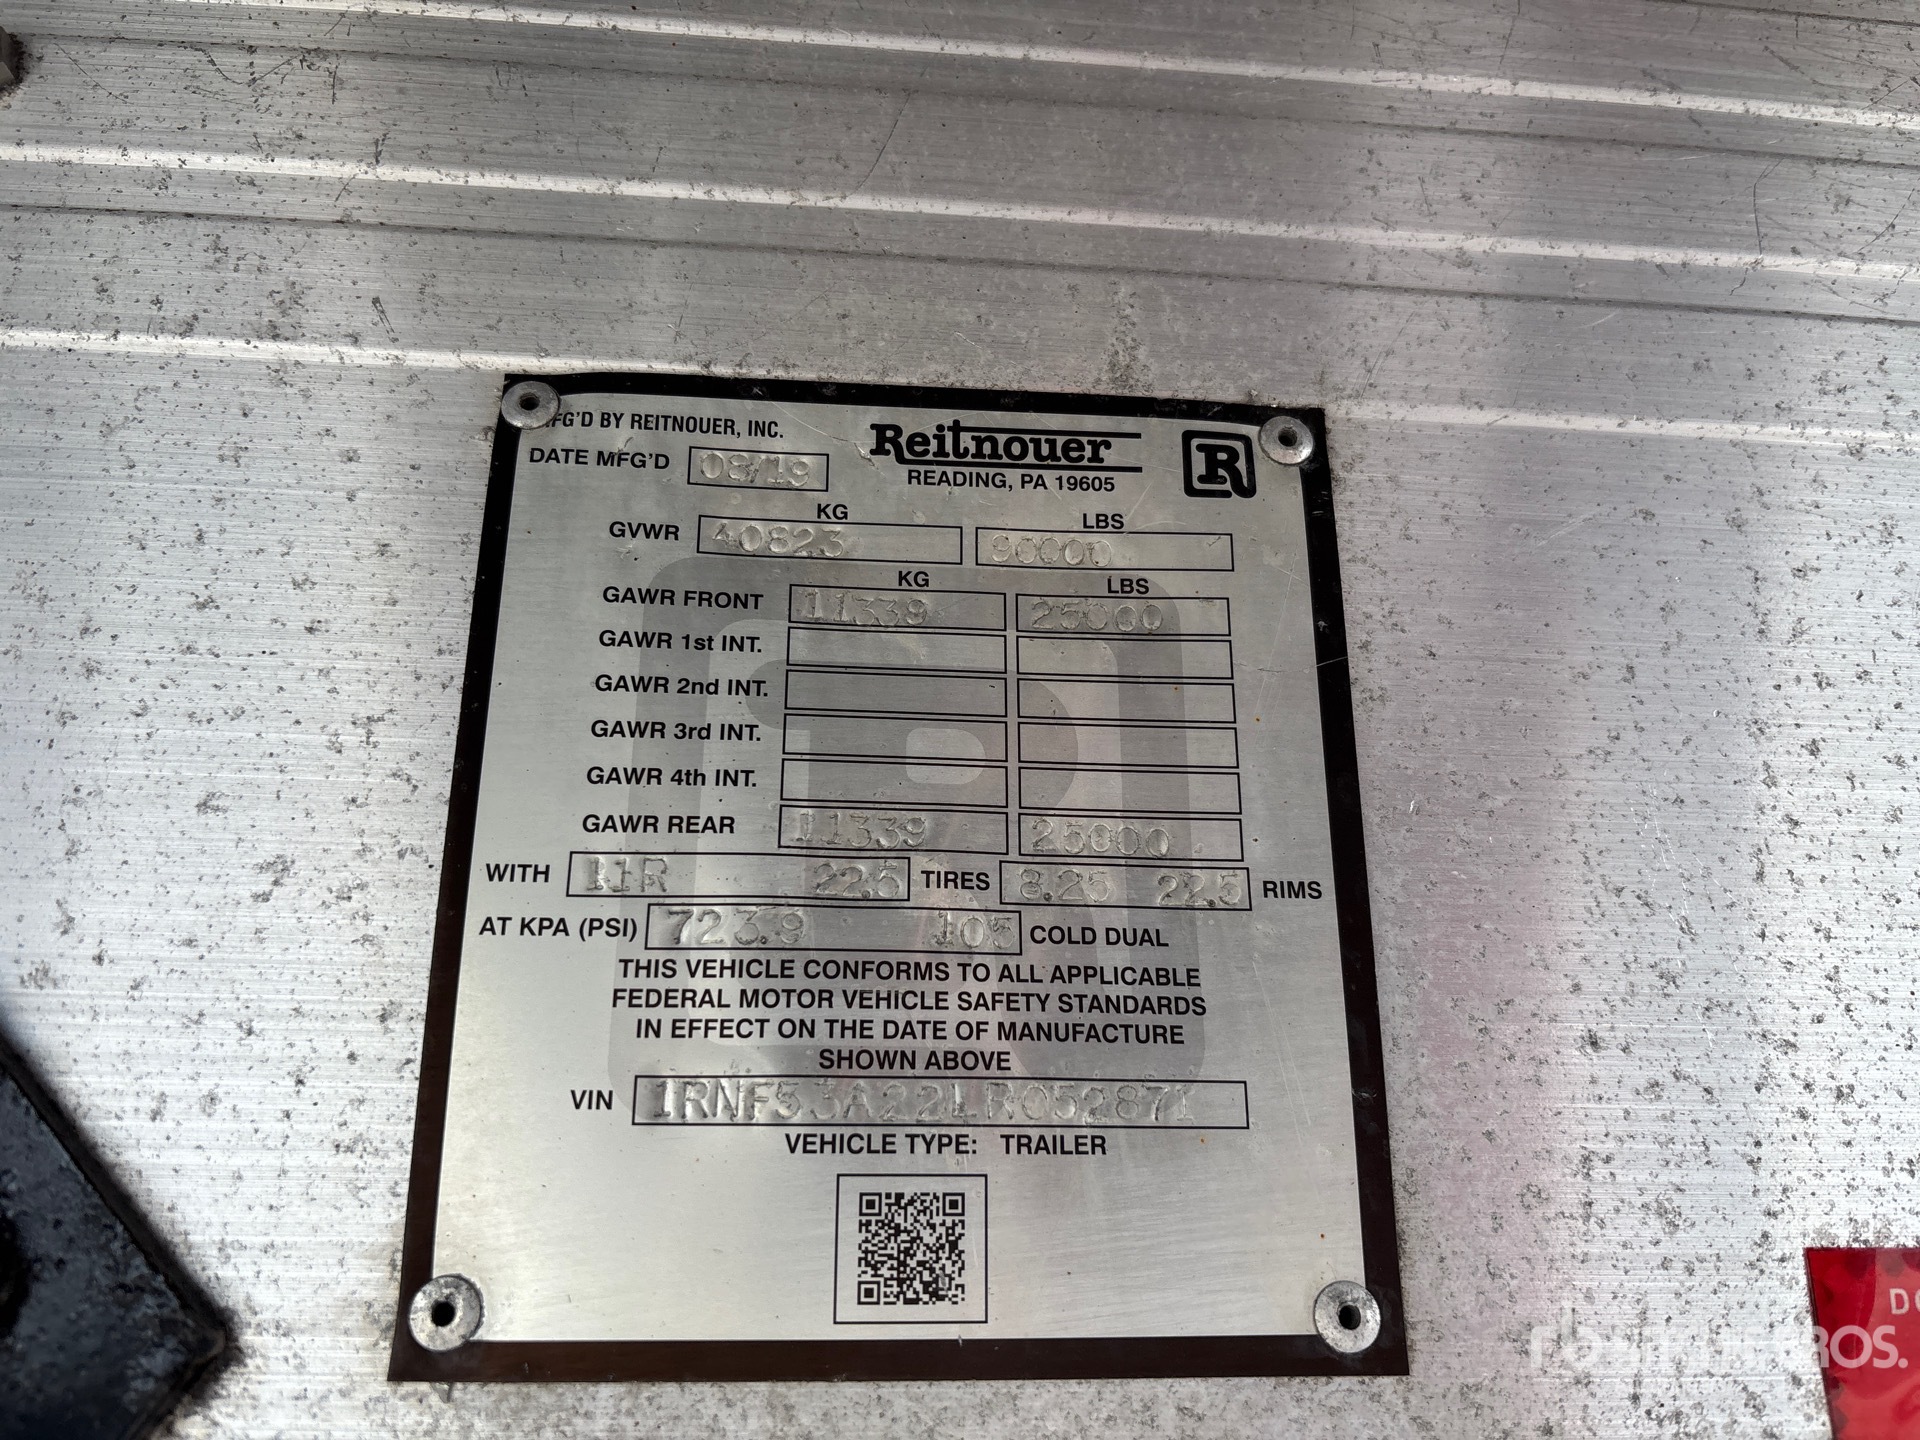 MFG'D BY REITNOUER, INC.
Reitnouer
R
DATE MFG'D 08/19
READING, PA 19605
KG LBS
GVWR 40823 90000
KG LBS
GAWR FRONT 11339 25000
GAWR 1st INT.
GAWR 2nd INT.
GAWR 3rd INT.
GAWR 4th INT.
GAWR REAR 11339 25000
WITH 11R 22.5 TIRES 8.25 22.5 RIMS
AT KPA (PSI) 723.9 105 COLD DUAL
THIS VEHICLE CONFORMS TO ALL APPLICABLE
FEDERAL MOTOR VEHICLE SAFETY STANDARDS
IN EFFECT ON THE DATE OF MANUFACTURE
SHOWN ABOVE
VIN 1RNF53A22LR052871
VEHICLE TYPE: TRAILER